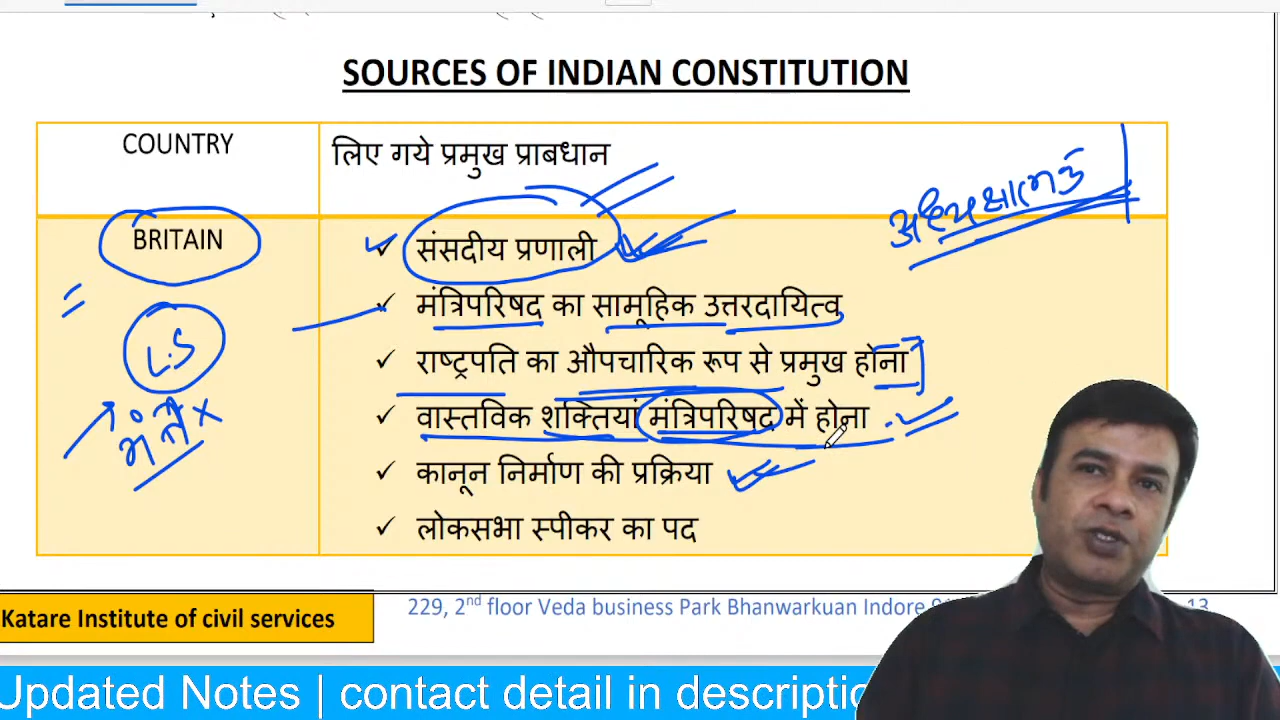 SOURCES OF INDIAN CONSTITUTION
COUNTRY
लिए गये प्रमुख प्राबधान
BRITAIN
✓ संसदीय प्रणाली
✓ मंत्रिपरिषद का सामूहिक उत्तरदायित्व
✓ राष्ट्रपति का औपचारिक रूप से प्रमुख होना
✓ वास्तविक शक्तियां मंत्रिपरिषद में होना
✓ कानून निर्माण की प्रक्रिया
✓ लोकसभा स्पीकर का पद
L.S
Katare Institute of civil services
229, 2nd floor Veda business Park Bhanwarkuan Indore
13
Updated Notes | contact detail in